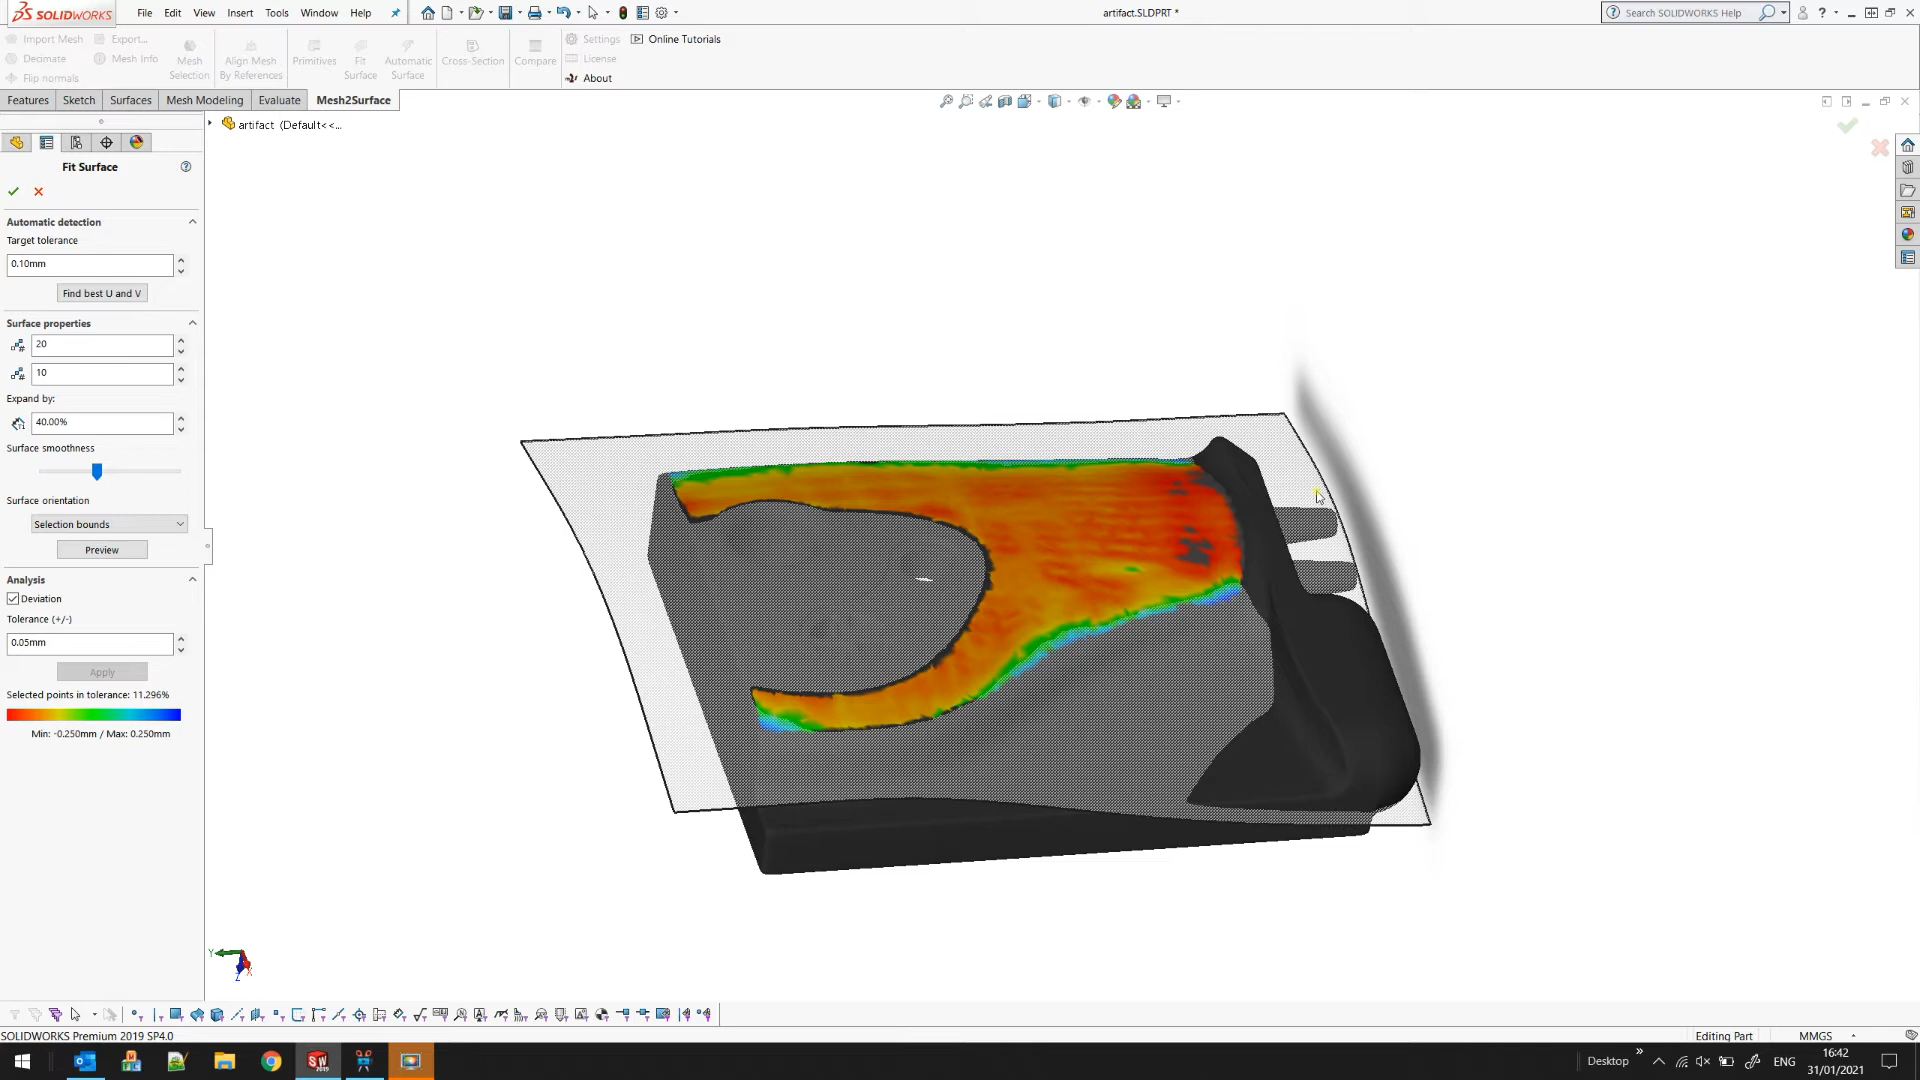 SOLIDWORKS
File Edit View Insert Tools Window Help
artifact.SLDPRT *
Search SOLIDWORKS Help
Import Mesh
Export...
Decimate
Mesh Info
Flip normals
Mesh
Selection
Align Mesh
By References
Primitives
Fit
Surface
Automatic
Surface
Cross-Section
Compare
Settings
Online Tutorials
License
About
Features Sketch Surfaces Mesh Modeling Evaluate Mesh2Surface
artifact (Default<<...
Fit Surface
Automatic detection
Target tolerance
0.10mm
Find best U and V
Surface properties
20
10
Expand by:
40.00%
Surface smoothness
Surface orientation
Selection bounds
Preview
Analysis
Deviation
Tolerance (+/-)
0.05mm
Apply
Selected points in tolerance: 11.296%
Min: -0.250mm / Max: 0.250mm
Y
X
Z
SOLIDWORKS Premium 2019 SP4.0
Editing Part
MMGS
Desktop
ENG
16:42
31/01/2021